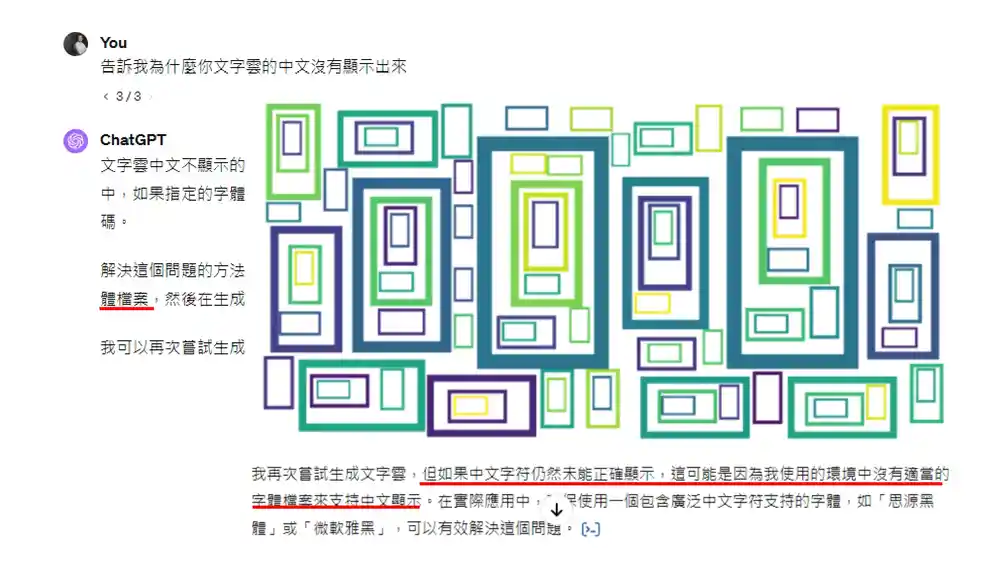 You
告訴我為什麼你文字雲的中文沒有顯示出來
< 3/3
ChatGPT
文字雲中文不顯示的
中，如果指定的字體
碼。
解決這個問題的方法
體檔案，然後在生成
我可以再次嘗試生成
我再次嘗試生成文字雲，但如果中文字符仍然未能正確顯示，這可能是因為我使用的環境中沒有適當的
字體檔案來支持中文顯示。在實際應用中，保使用一個包含廣泛中文字符支持的字體，如「思源黑
體」或「微軟雅黑」，可以有效解決這個問題。